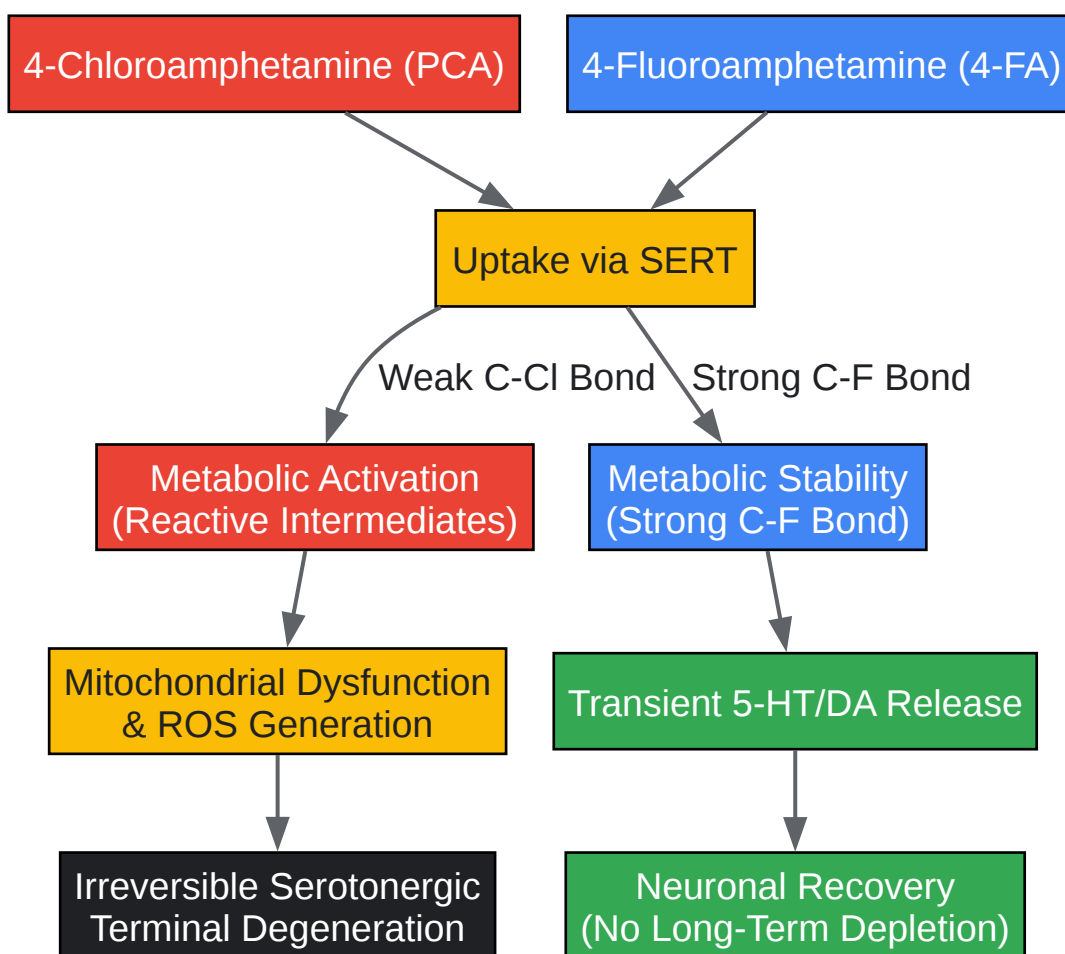 4-Chloroamphetamine (PCA)
4-Fluoroamphetamine (4-FA)
Uptake via SERT
Weak C-Cl Bond
Strong C-F Bond
Metabolic Activation
(Reactive Intermediates)
Metabolic Stability
(Strong C-F Bond)
Mitochondrial Dysfunction
& ROS Generation
Transient 5-HT/DA Release
Irreversible Serotonergic
Terminal Degeneration
Neuronal Recovery
(No Long-Term Depletion)